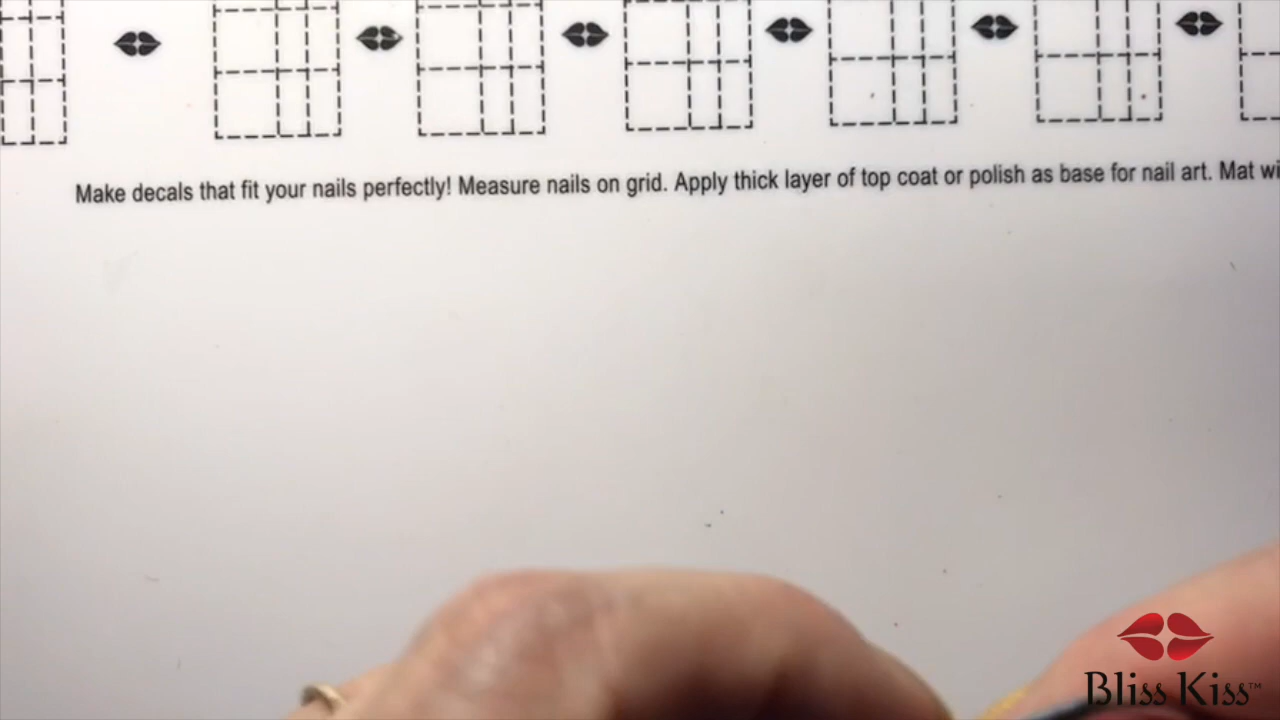 Make decals that fit your nails perfectly! Measure nails on grid. Apply thick layer of top coat or polish as base for nail art. Mat
Bliss Kiss™